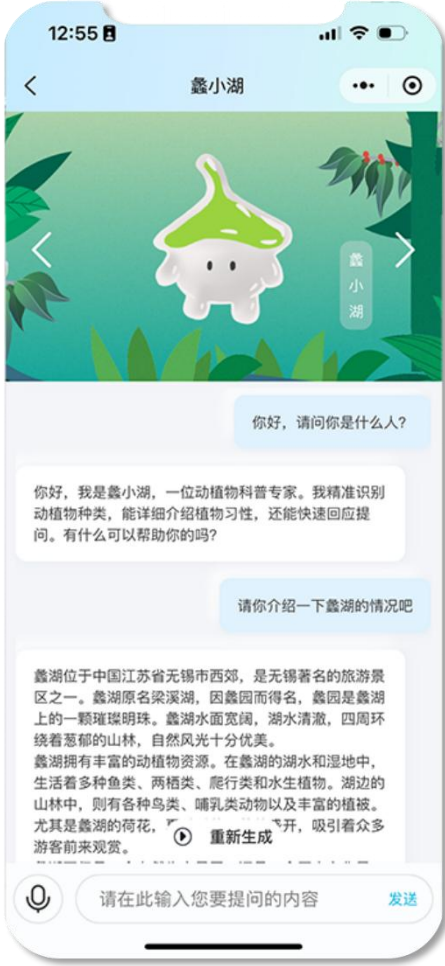 12:55
蠡小湖
蠡
小
湖
你好，请问你是什么人?
你好，我是蠡小湖，一位动植物科普专家。我精准识别
动植物种类，能详细介绍植物习性，还能快速回应提
问。有什么可以帮助你的吗?
请你介绍一下蠡湖的情况吧
蠡湖位于中国江苏省无锡市西郊，是无锡著名的旅游景
区之一。蠡湖原名梁溪湖，因蠡园而得名，蠡园是蠡湖
上的一颗璀璨明珠。蠡湖水面宽阔，湖水清澈，四周环
绕着葱郁的山林，自然风光十分优美。
蠡湖拥有丰富的动植物资源。在蠡湖的湖水和湿地中，
生活着多种鱼类、两栖类、爬行类和水生植物。湖边的
山林中，则有各种鸟类、哺乳类动物以及丰富的植被。
尤其是蠡湖的荷花，
开，吸引着众多
重新生成
游客前来观赏。
请在此输入您要提问的内容
发送